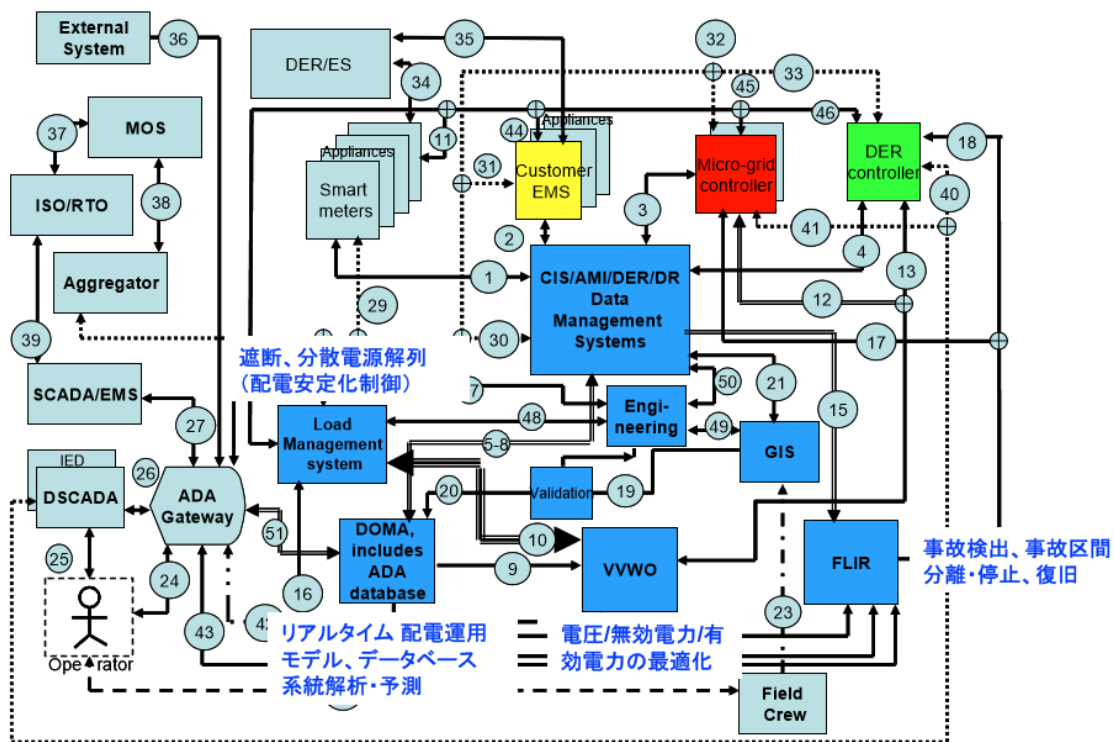 External
System
36
DER/ES
35
34
32
33
45
46
37
MOS
11
Appliances
44
Appliances
31
Customer
EMS
Micro-grid
controller
DER
controller
18
40
ISO/RTO
38
Smart
meters
2
3
41
4
13
Aggregator
1
CIS/AMI/DER/DR
Data
Management
Systems
12
29
39
30
17
遮断、分散電源解列
(配電安定化制御)
SCADA/EMS
27
7
50
21
15
Load
Management
system
48
Engi-
neering
49
GIS
5-8
IED
DSCADA
26
ADA
Gateway
20
Validation
19
51
DOMA,
includes
ADA
database
10
9
VVWO
FLIR
事故検出、事故区間
分離・停止、復旧
25
24
16
23
42
43
Ope rator
リアルタイム 配電運用
モデル、データベース
系統解析・予測
電圧/無効電力/有
効電力の最適化
Field
Crew